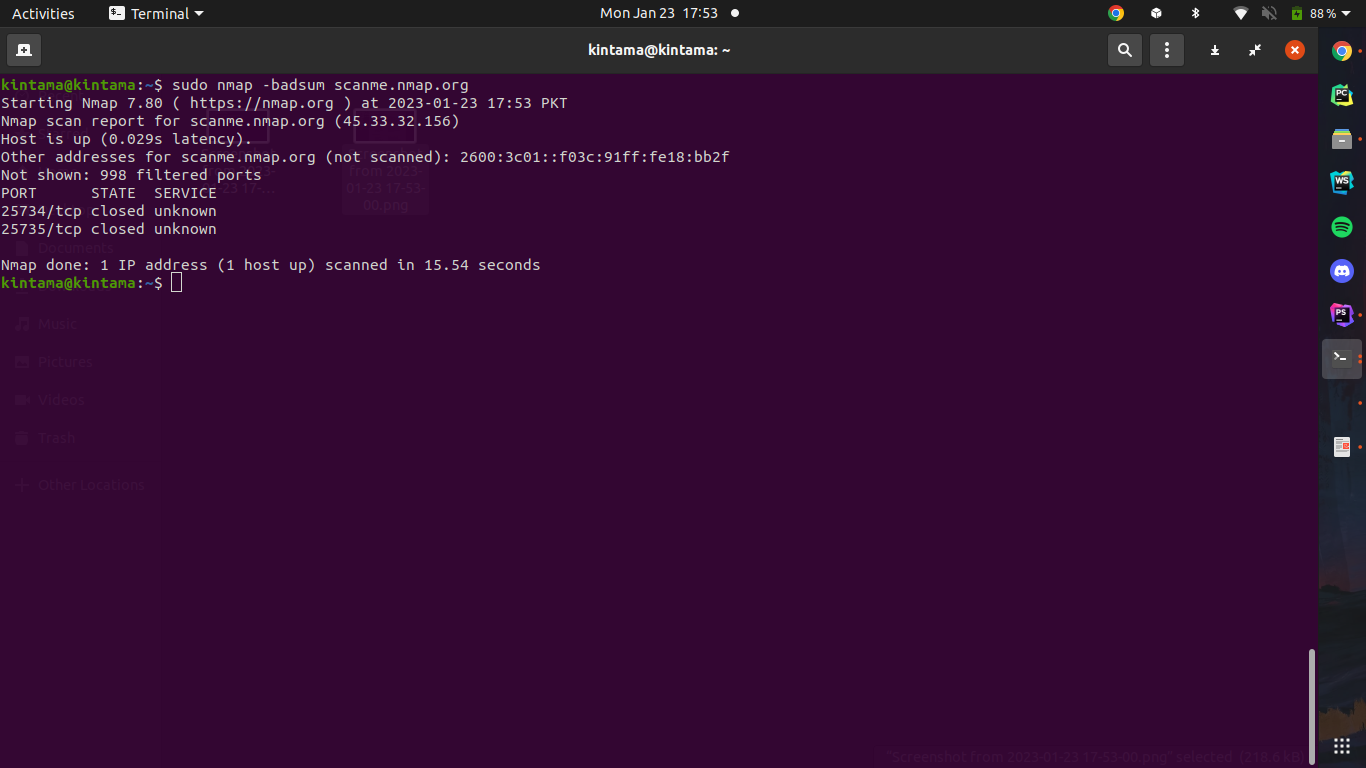 Activities Terminal Mon Jan 23 17:53 88 %
kintama@kintama: ~
kintama@kintama:~$ sudo nmap -badsum scanme.nmap.org
Starting Nmap 7.80 ( https://nmap.org ) at 2023-01-23 17:53 PKT
Nmap scan report for scanme.nmap.org (45.33.32.156)
Host is up (0.029s latency).
Other addresses for scanme.nmap.org (not scanned): 2600:3c01::f03c:91ff:fe18:bb2f
Not shown: 998 filtered ports
PORT      STATE  SERVICE
25734/tcp closed unknown
25735/tcp closed unknown
Nmap done: 1 IP address (1 host up) scanned in 15.54 seconds
kintama@kintama:~$
from 2023-
01-23 17-53-
00.png
Documents
Music
Pictures
Videos
Trash
Other Locations
"Screenshot from 2023-01-23 17-53-00.png" selected (218.6 kB)
PC
WS
PS